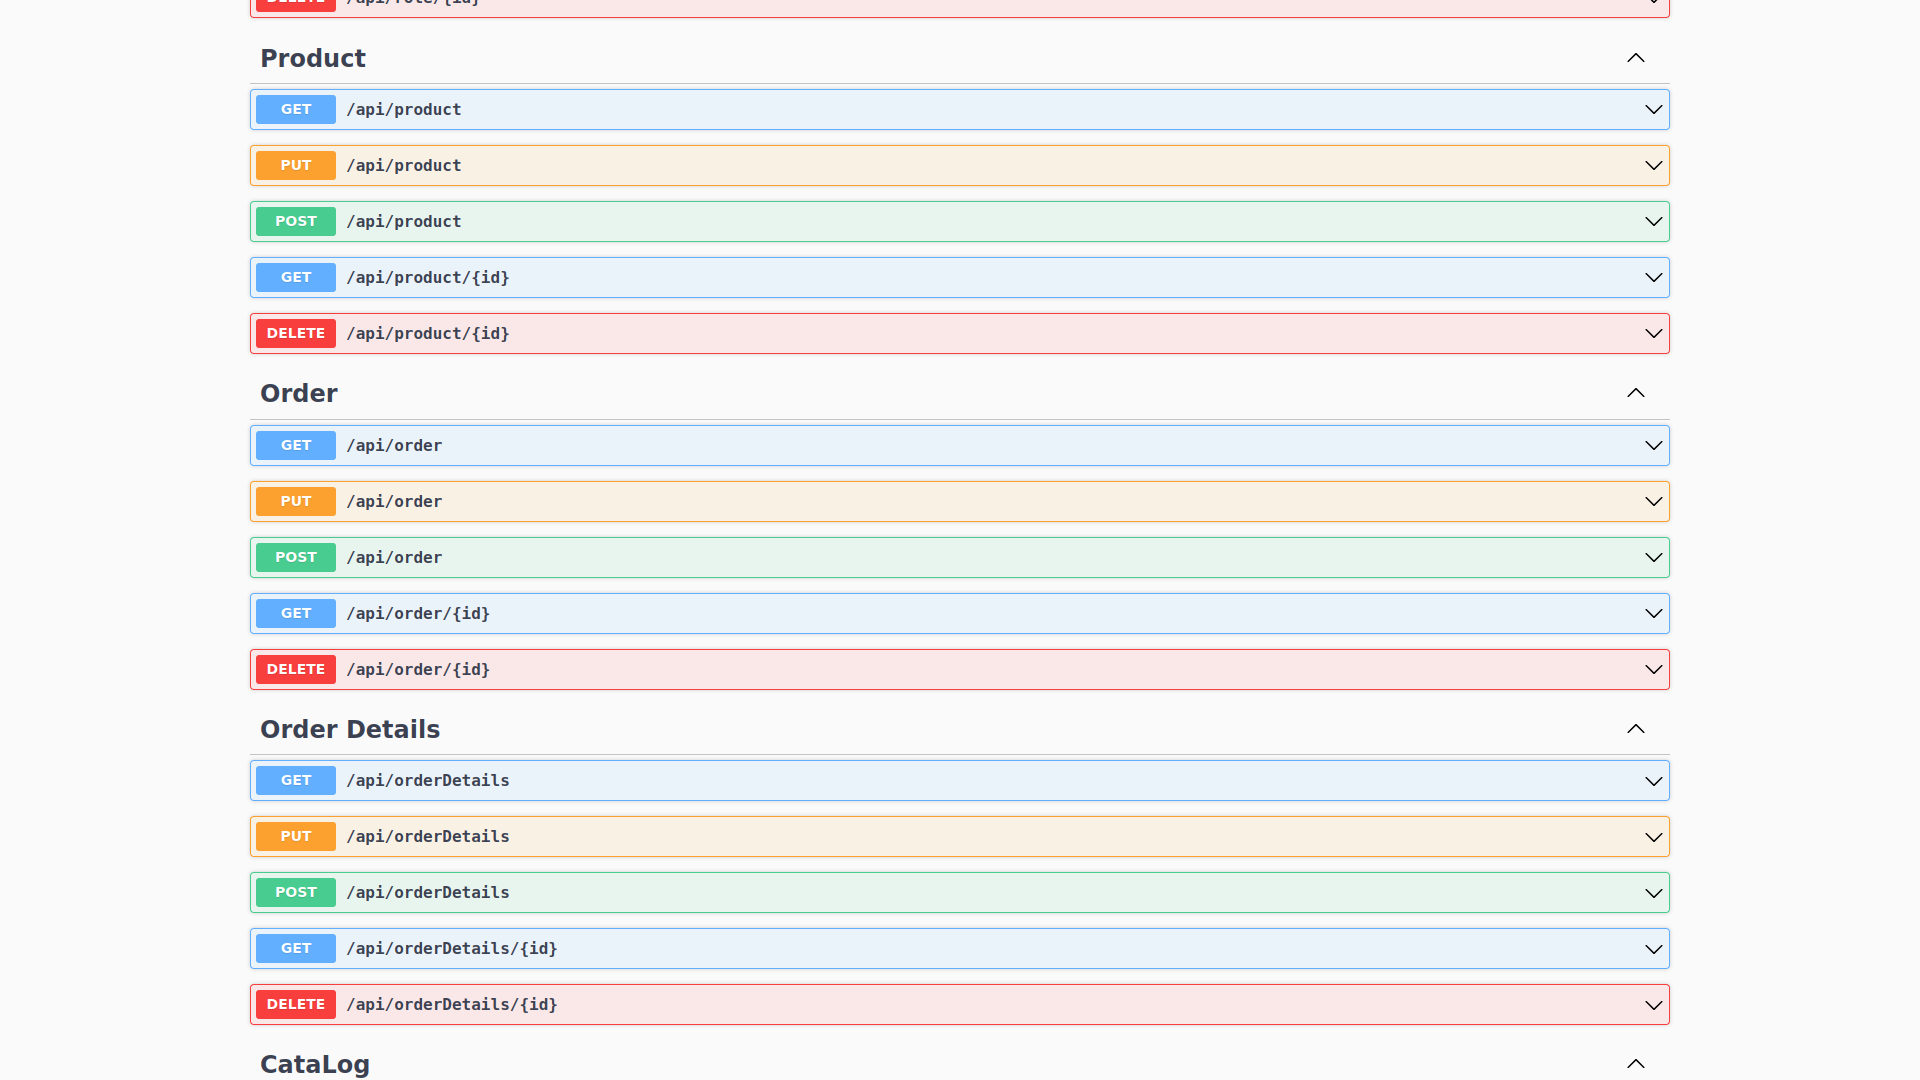 DELETE /api/role/{id}
Product
GET /api/product
PUT /api/product
POST /api/product
GET /api/product/{id}
DELETE /api/product/{id}
Order
GET /api/order
PUT /api/order
POST /api/order
GET /api/order/{id}
DELETE /api/order/{id}
Order Details
GET /api/orderDetails
PUT /api/orderDetails
POST /api/orderDetails
GET /api/orderDetails/{id}
DELETE /api/orderDetails/{id}
CataLog